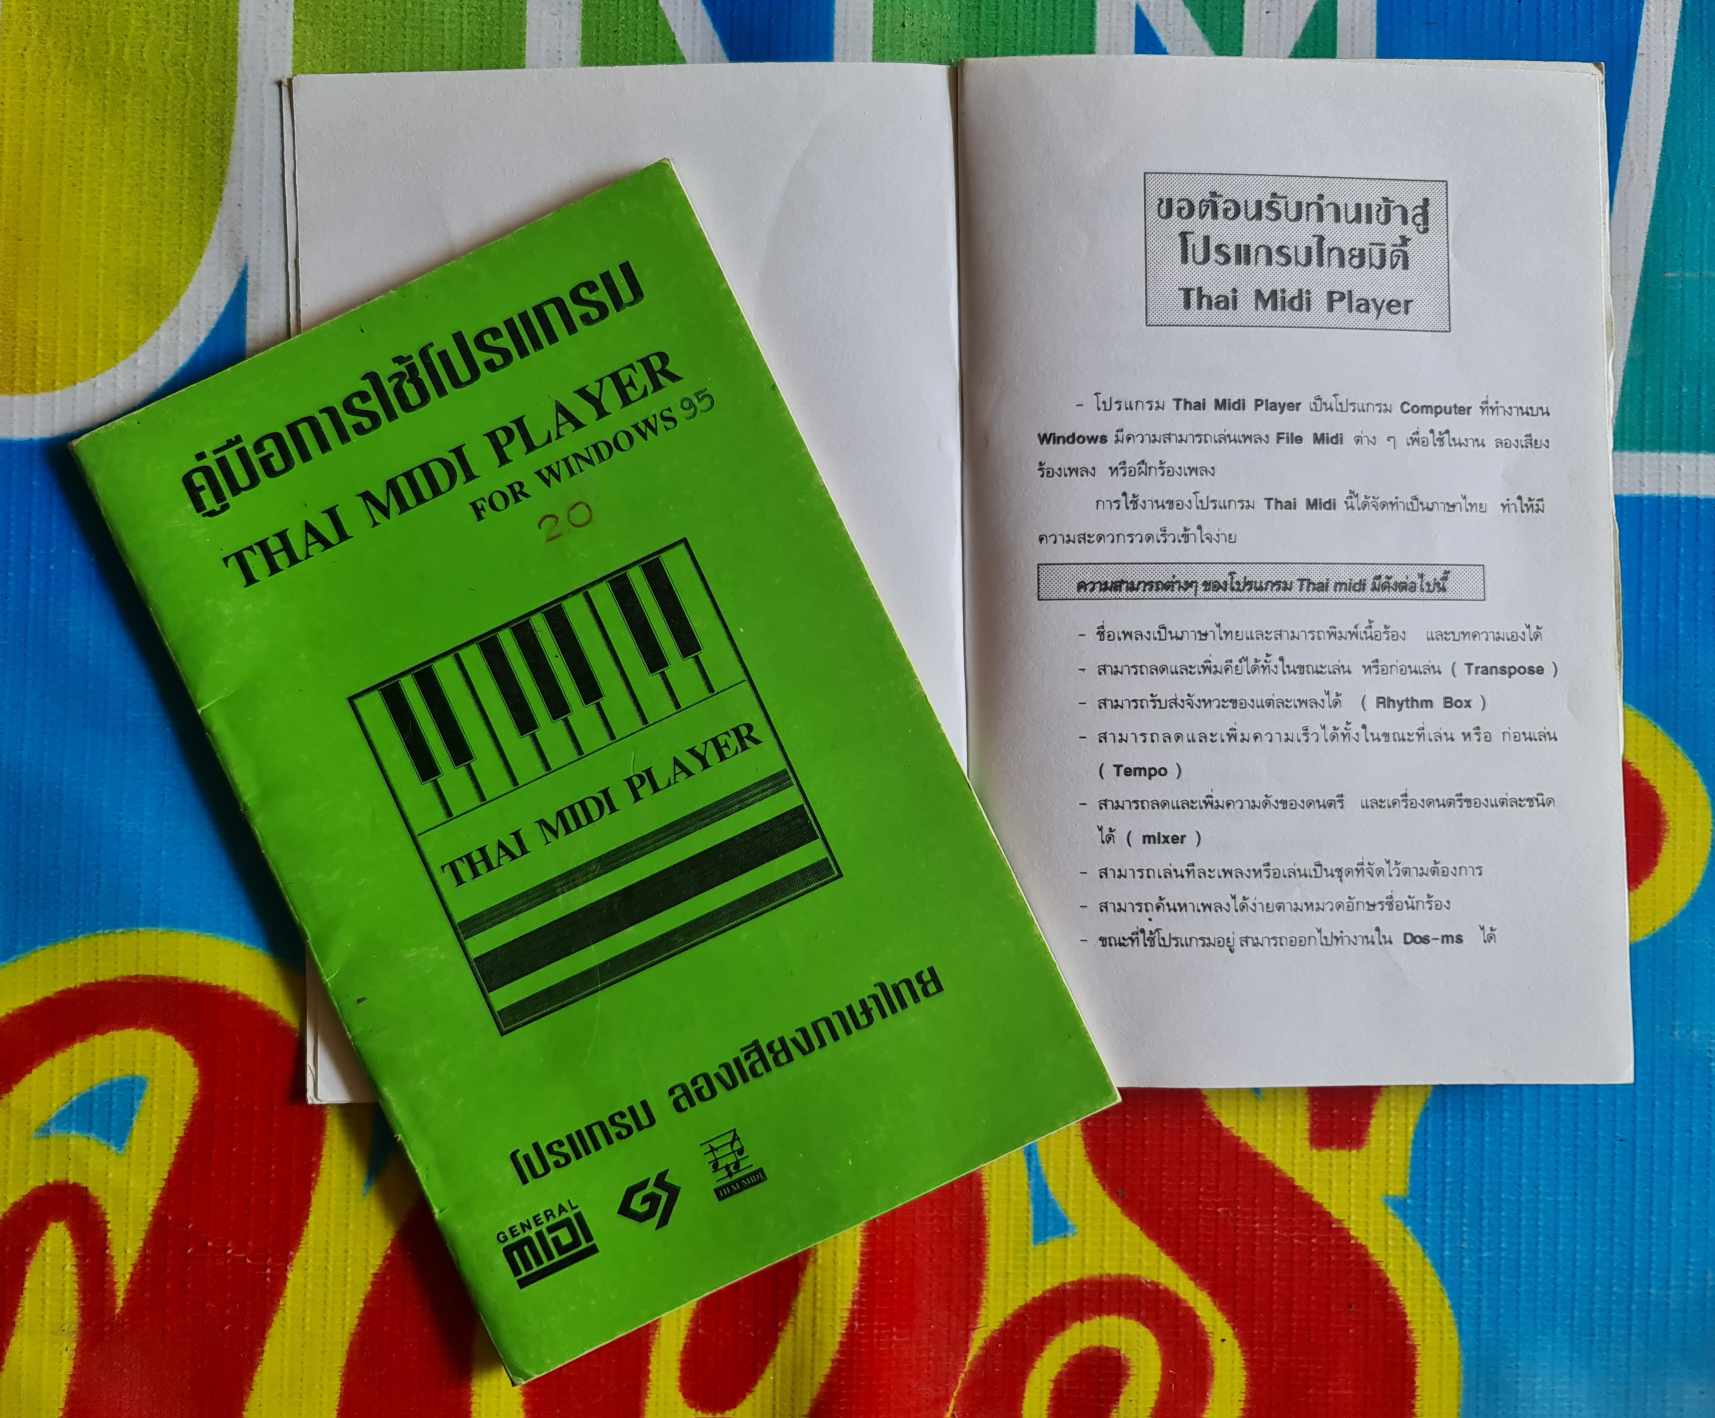 คู่มือการใช้โปรแกรม
THAI MIDI PLAYER
FOR WINDOWS 95
20
THAI MIDI PLAYER
โปรแกรม ลองเสียงภาษาไทย
GENERAL
MIDI
GS
ขอต้อนรับท่านเข้าสู่
โปรแกรมไทยมิดี้
Thai Midi Player
- โปรแกรม Thai Midi Player เป็นโปรแกรม Computer ที่ทำงานบน
Windows มีความสามารถเล่นเพลง File Midi ต่าง ๆ เพื่อใช้ในงาน ลองเสียง
ร้องเพลง หรือฝึกร้องเพลง
การใช้งานของโปรแกรม Thai Midi นี้ได้จัดทำเป็นภาษาไทย ทำให้มี
ความสะดวกรวดเร็วเข้าใจง่าย
ความสามารถต่างๆ ของโปรแกรม Thai midi มีดังต่อไปนี้
- ชื่อเพลงเป็นภาษาไทยและสามารถพิมพ์เนื้อร้อง และบทความเองได้
- สามารถลดและเพิ่มคีย์ได้ทั้งในขณะเล่น หรือก่อนเล่น ( Transpose )
- สามารถรับส่งจังหวะของแต่ละเพลงได้ ( Rhythm Box )
- สามารถลดและเพิ่มความเร็วได้ทั้งในขณะที่เล่น หรือ ก่อนเล่น
( Tempo )
- สามารถลดและเพิ่มความดังของดนตรี และเครื่องดนตรีของแต่ละชนิด
ได้ ( mixer )
- สามารถเล่นทีละเพลงหรือเล่นเป็นชุดที่จัดไว้ตามต้องการ
- สามารถค้นหาเพลงได้ง่ายตามหมวดอักษรชื่อนักร้อง
- ขณะที่ใช้โปรแกรมอยู่ สามารถออกไปทำงานใน Dos-ms ได้